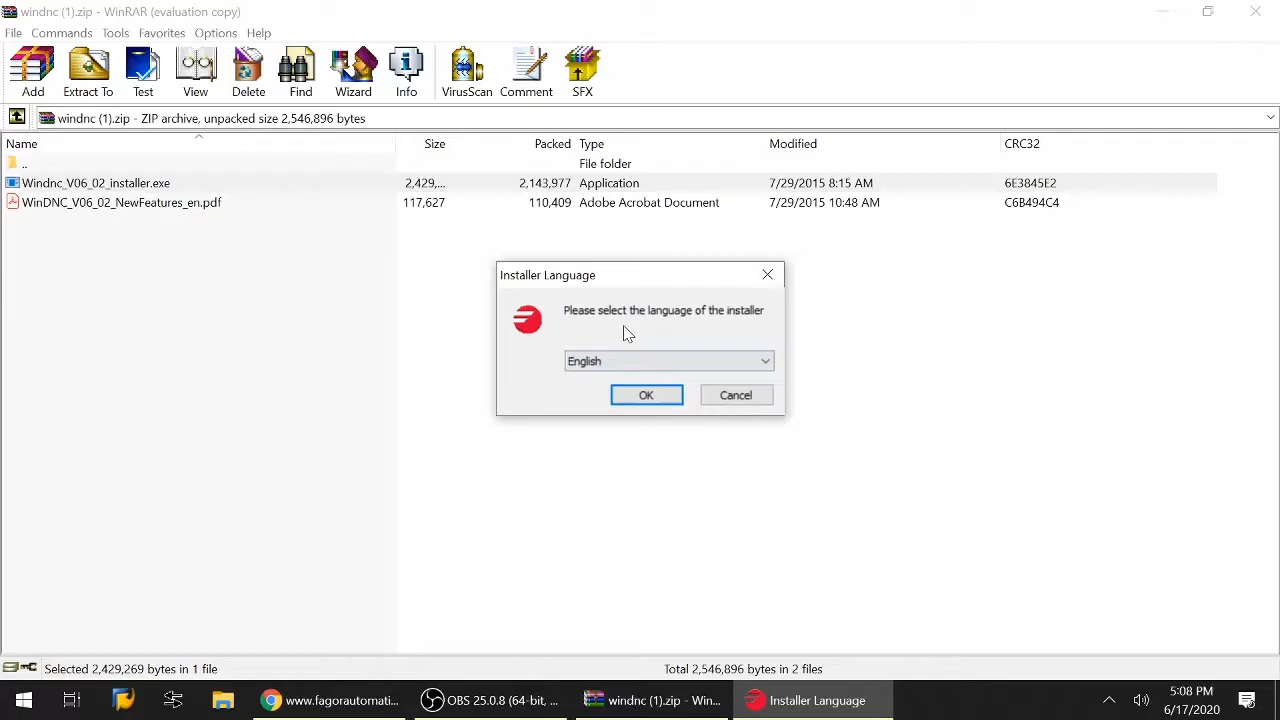 windnc (1).zip - WinRAR (evaluation copy)
File Commands Tools Favorites Options Help
Add Extract To Test View Delete Find Wizard Info VirusScan Comment SFX
windnc (1).zip - ZIP archive, unpacked size 2,546,896 bytes
Name Size Packed Type Modified CRC32
.. File folder
Windnc_V06_02_installer.exe 2,429,... 2,143,977 Application 7/29/2015 8:15 AM 6E3845E2
WinDNC_V06_02_NewFeatures_en.pdf 117,627 110,409 Adobe Acrobat Document 7/29/2015 10:48 AM C6B494C4
Installer Language
Please select the language of the installer
English
OK Cancel
Selected 2,429,269 bytes in 1 file Total 2,546,896 bytes in 2 files
www.fagorautomati... OBS 25.0.8 (64-bit, ... windnc (1).zip - Win... Installer Language 5:08 PM
6/17/2020